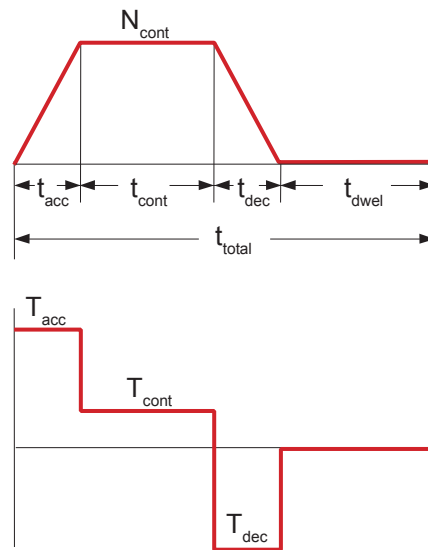 N_cont
t_acc t_cont t_dec t_dwel
t_total
T_acc
T_cont
T_dec